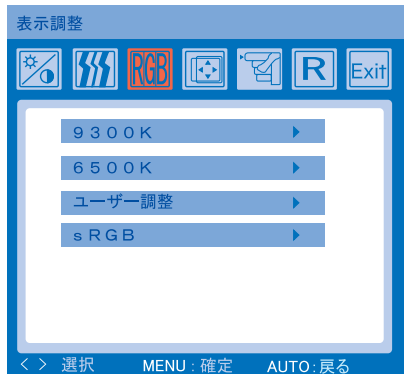 表示調整
RGB R Exit
9300K
6500K
ユーザー調整
sRGB
< > 選択 MENU:確定 AUTO:戻る